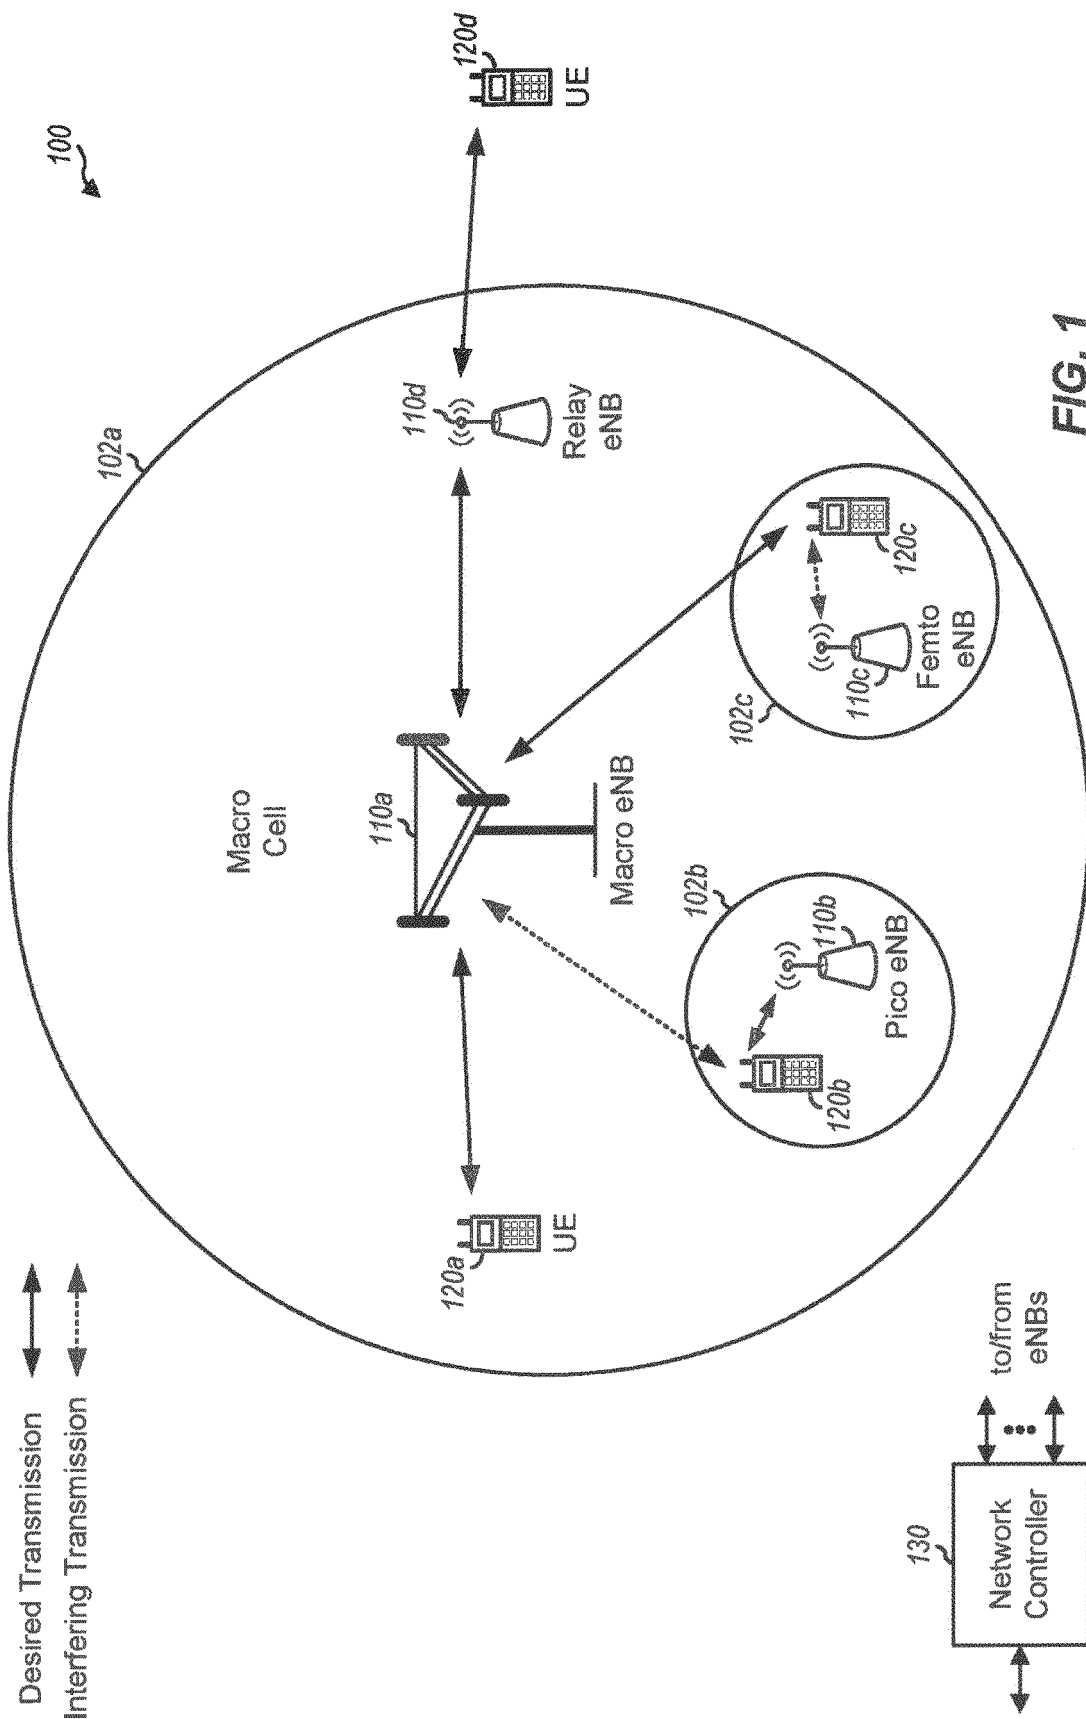 Desired Transmission
Interfering Transmission
100
102a
Macro
Cell
110a
Macro eNB
110d
Relay
eNB
120d
UE
120a
UE
102b
110b
Pico eNB
120b
102c
110c
Femto
eNB
120c
130
Network
Controller
to/from
eNBs
FIG. 1